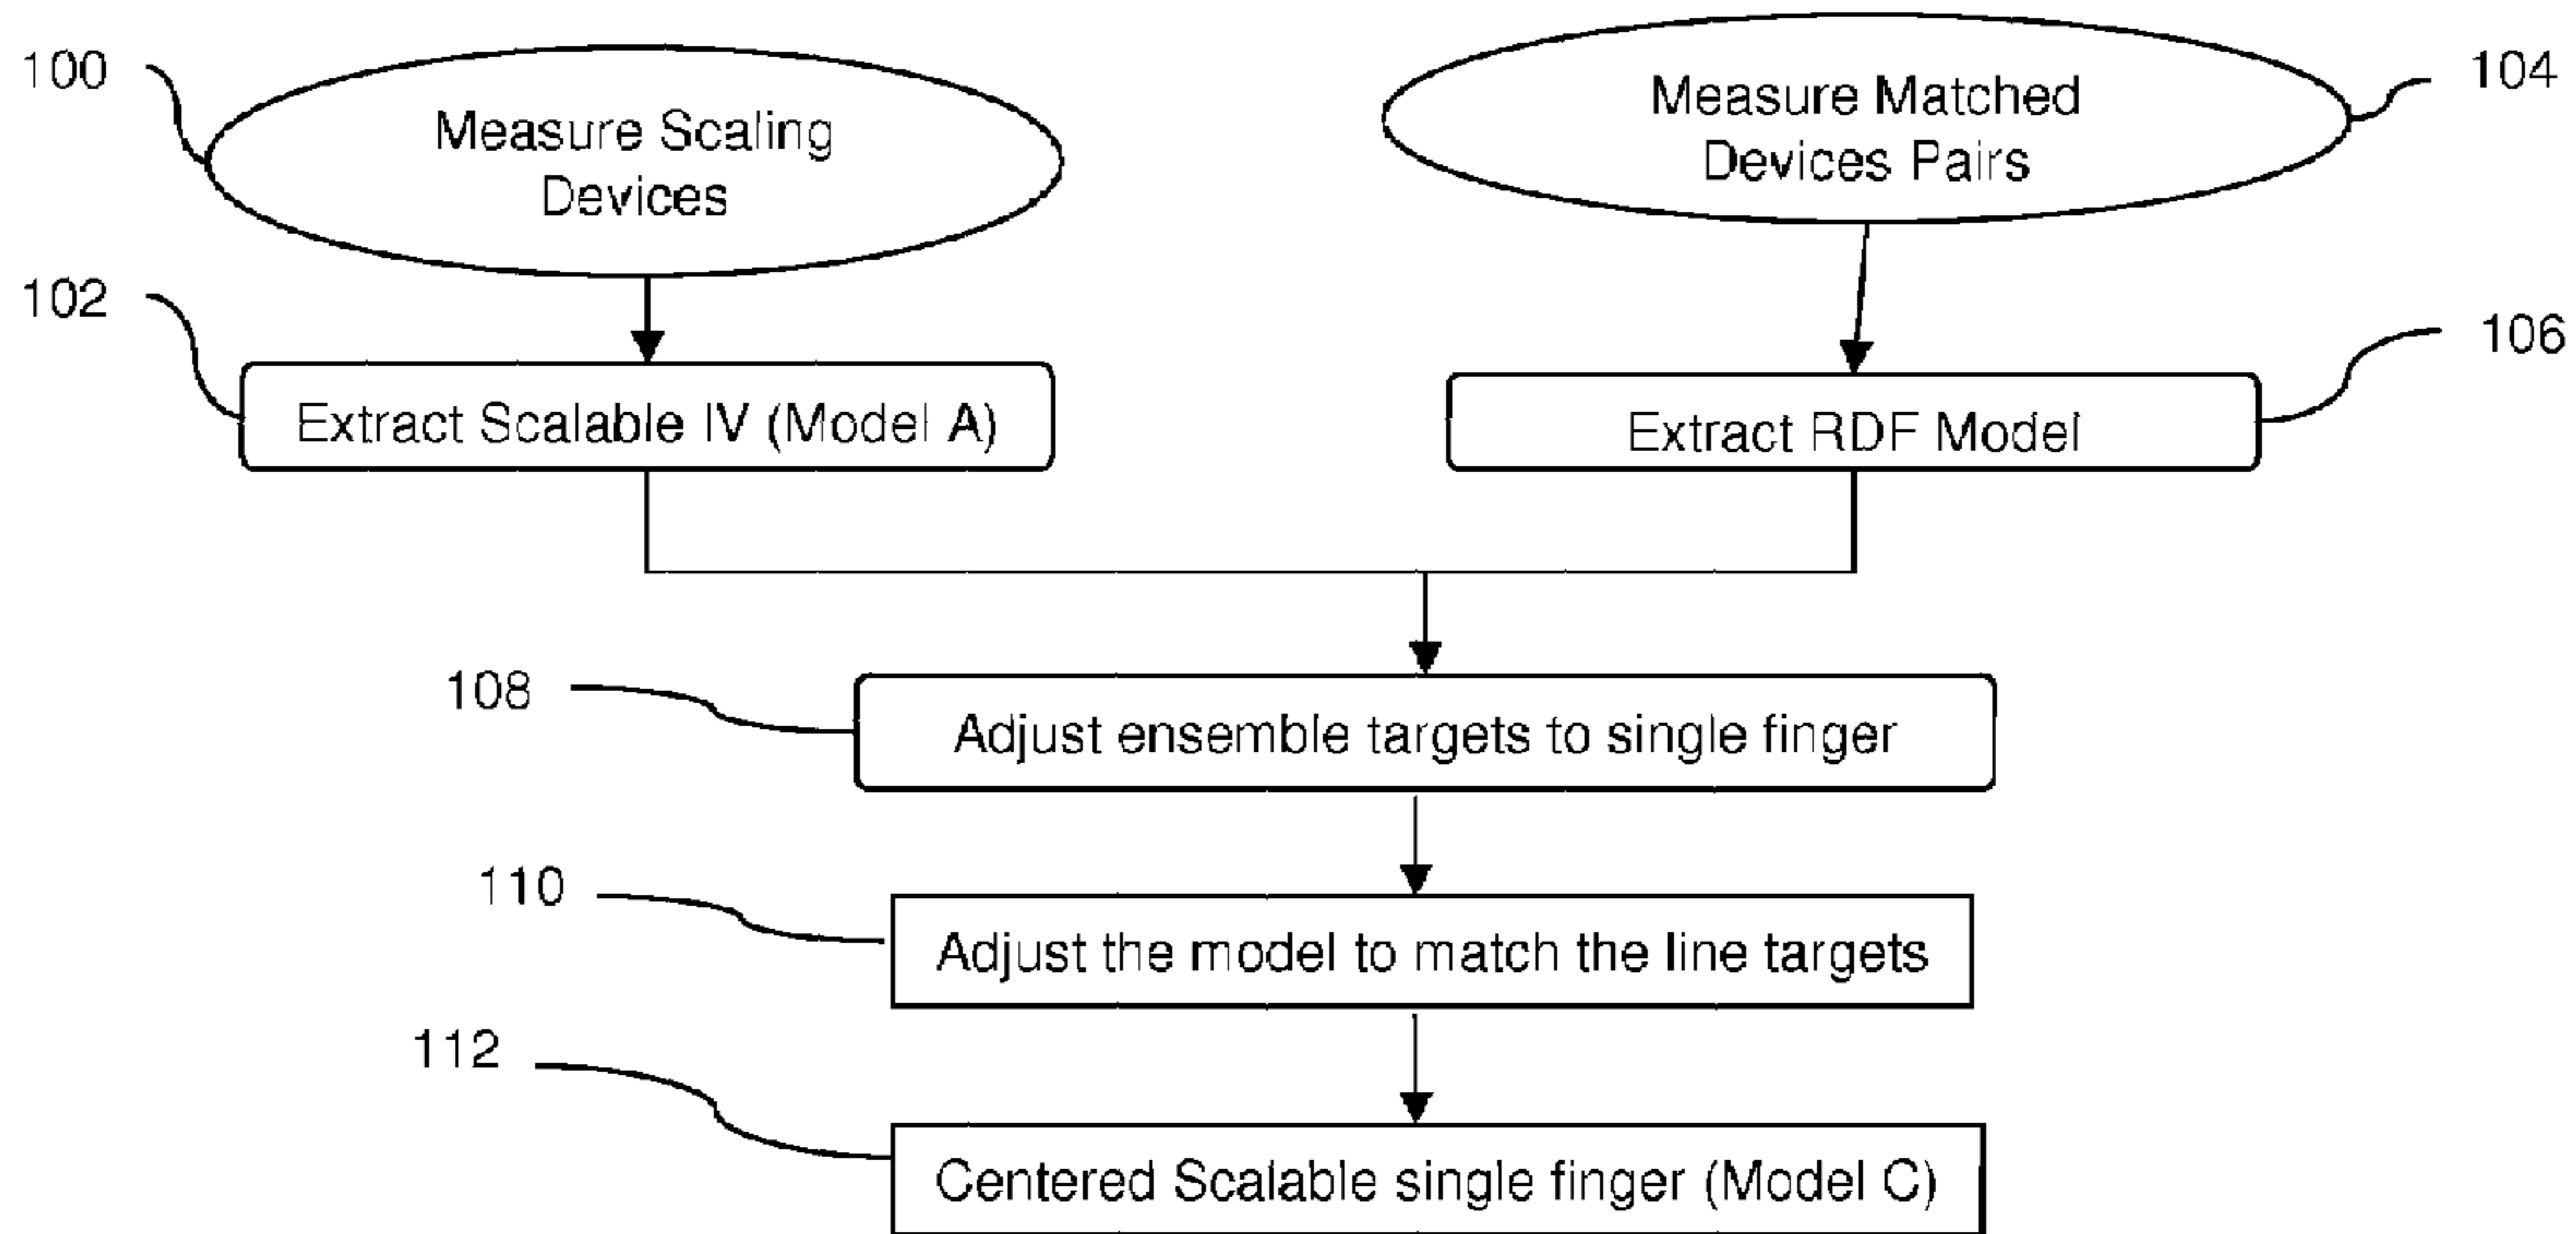 100
Measure Scaling
Devices
104
Measure Matched
Devices Pairs
102
Extract Scalable IV (Model A)
106
Extract RDF Model
108
Adjust ensemble targets to single finger
110
Adjust the model to match the line targets
112
Centered Scalable single finger (Model C)